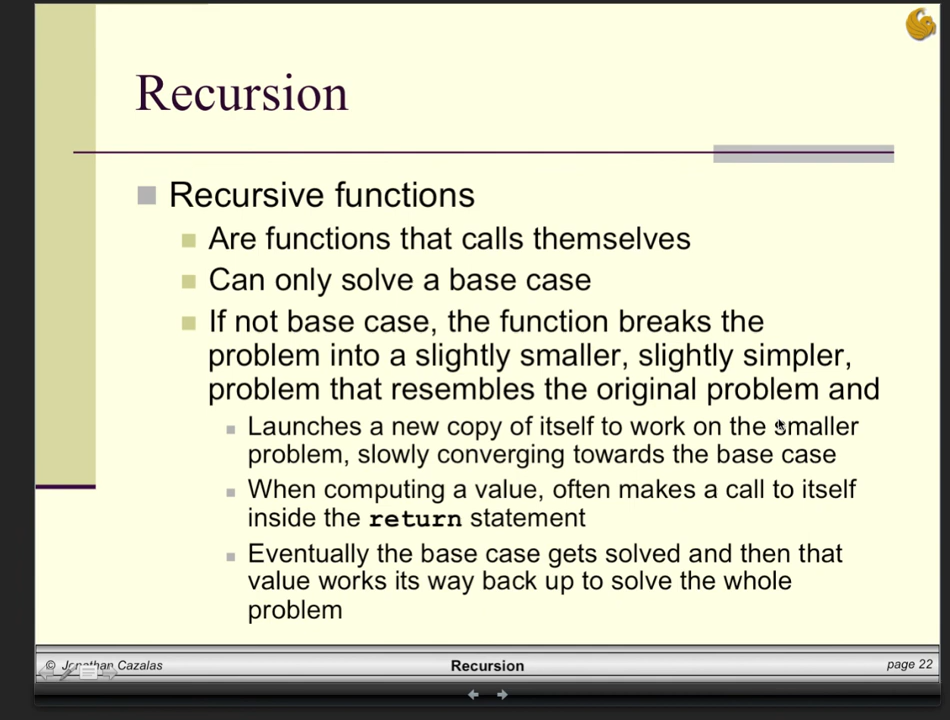 Recursion
Recursive functions
Are functions that calls themselves
Can only solve a base case
If not base case, the function breaks the
problem into a slightly smaller, slightly simpler,
problem that resembles the original problem and
Launches a new copy of itself to work on the smaller
problem, slowly converging towards the base case
When computing a value, often makes a call to itself
inside the return statement
Eventually the base case gets solved and then that
value works its way back up to solve the whole
problem
© Jonathan Cazalas
Recursion
page 22